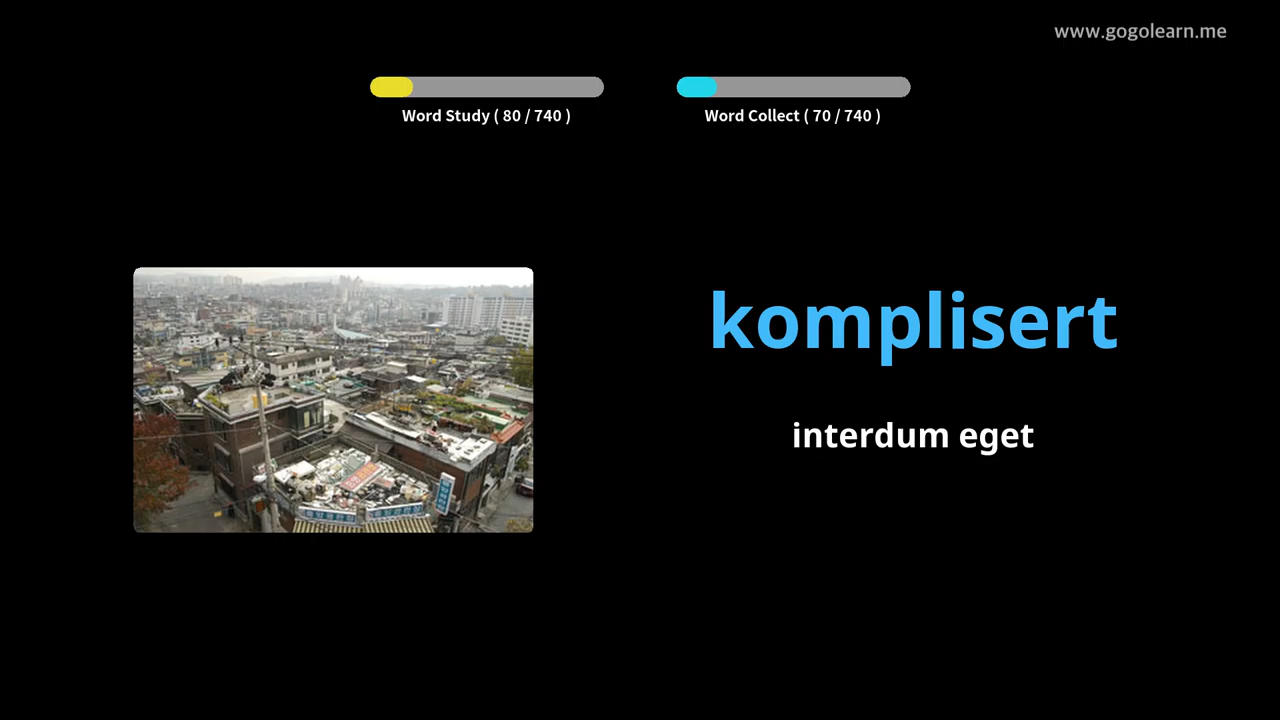 www.gogolearn.me
Word Study ( 80 / 740 )
Word Collect ( 70 / 740 )
komplisert
interdum eget